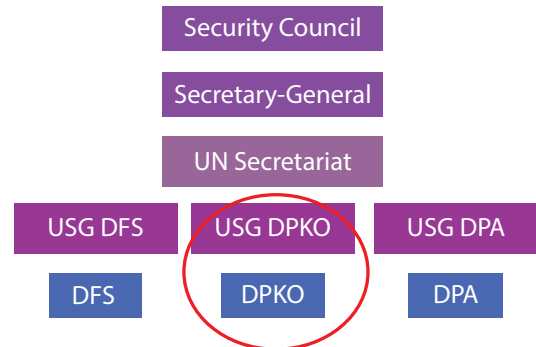 Security Council
Secretary-General
UN Secretariat
USG DFS USG DPKO USG DPA
DFS DPKO DPA